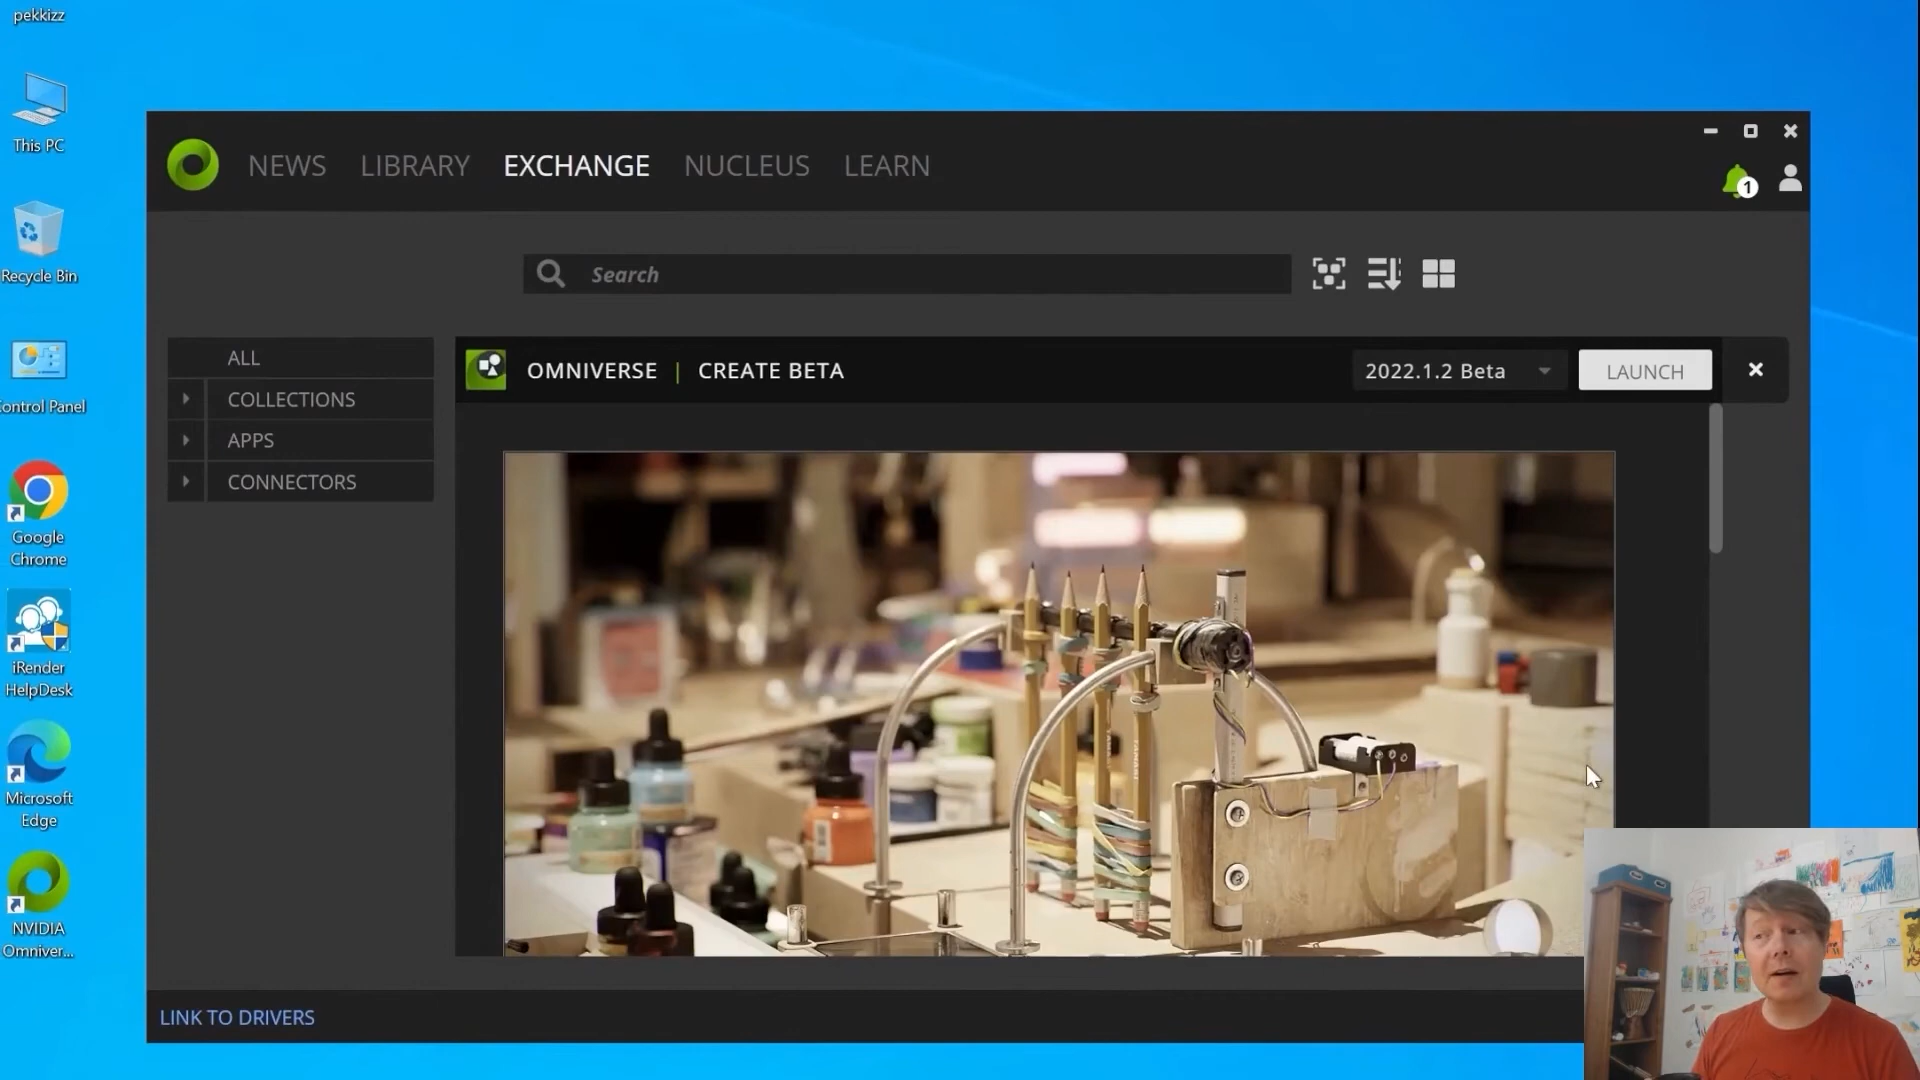 pekkizz
This PC
Recycle Bin
ontrol Panel
Google
Chrome
iRender
HelpDesk
Microsoft
Edge
NVIDIA
Omniver...
NEWS LIBRARY EXCHANGE NUCLEUS LEARN
1
Search
ALL
COLLECTIONS
APPS
CONNECTORS
OMNIVERSE | CREATE BETA
2022.1.2 Beta
LAUNCH
LINK TO DRIVERS